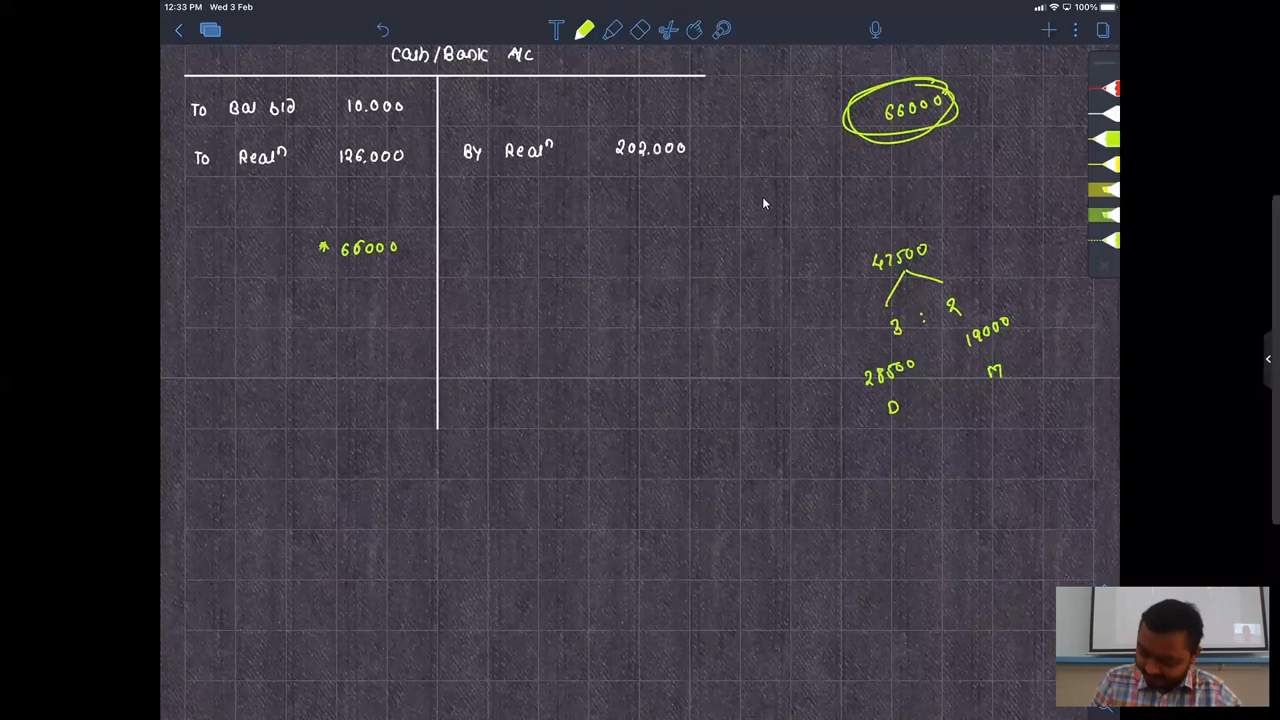 12:33 PM Wed 3 Feb
100%
Cash/Bank A/c
To Bal b/d 10.000
To Realⁿ 126.000
By Realⁿ 202.000
* 66000
66000
47500
3 : 2
28500 19000
D M